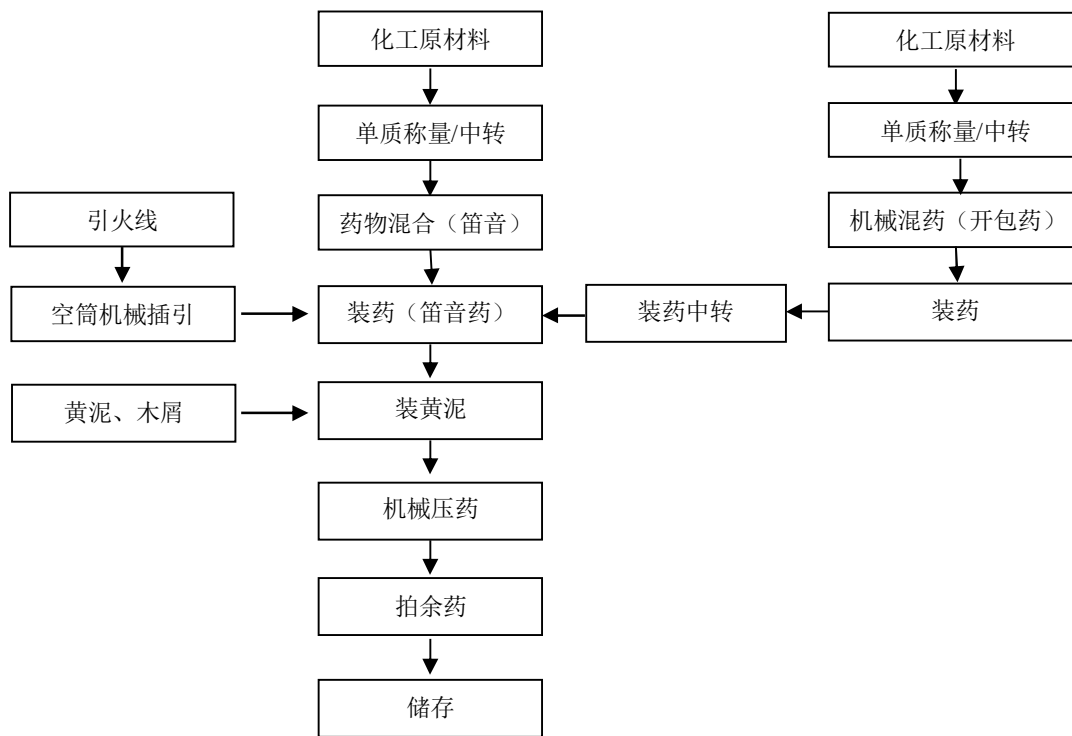 化工原材料
化工原材料
单质称量/中转
单质称量/中转
引火线
药物混合（笛音）
机械混药（开包药）
空筒机械插引
装药（笛音药）
装药中转
装药
黄泥、木屑
装黄泥
机械压药
拍余药
储存